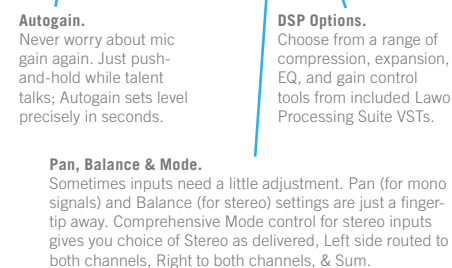 Autogain.
Never worry about mic
gain again. Just push-
and-hold while talent
talks; Autogain sets level
precisely in seconds.
DSP Options.
Choose from a range of
compression, expansion,
EQ, and gain control
tools from included Lawo
Processing Suite VSTs.
Pan, Balance & Mode.
Sometimes inputs need a little adjustment. Pan (for mono
signals) and Balance (for stereo) settings are just a finger-
tip away. Comprehensive Mode control for stereo inputs
gives you choice of Stereo as delivered, Left side routed to
both channels, Right to both channels, & Sum.